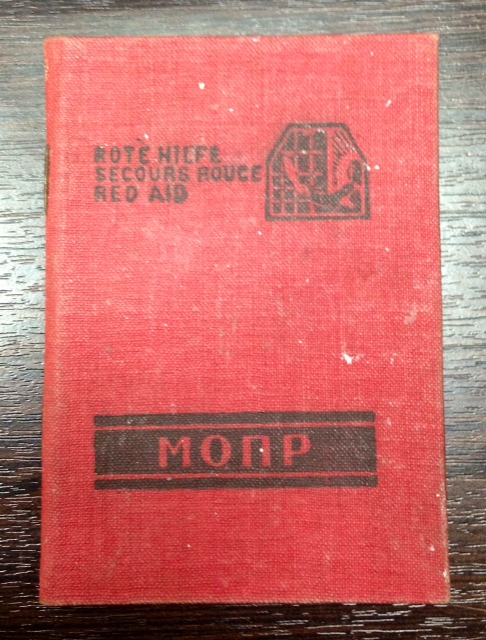 ROTE HILFE
SECOURS ROUGE
RED AID
МОПР